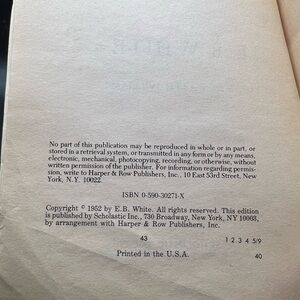 No part of this publication may be reproduced in whole or in part, or
stored in a retrieval system, or transmitted in any form or by any means,
electronic, mechanical, photocopying, recording, or otherwise, without
written permission of the publisher. For information regarding permis-
sion, write to Harper & Row Publishers, Inc., 10 East 53rd Street, New
York, N.Y. 10022.
ISBN 0-590-30271-X
Copyright © 1952 by E.B. White. All rights reserved. This edition
is published by Scholastic Inc., 730 Broadway, New York, NY 10003,
by arrangement with Harper & Row Publishers, Inc.
43 1 2 3 4 5/9
Printed in the U.S.A. 40